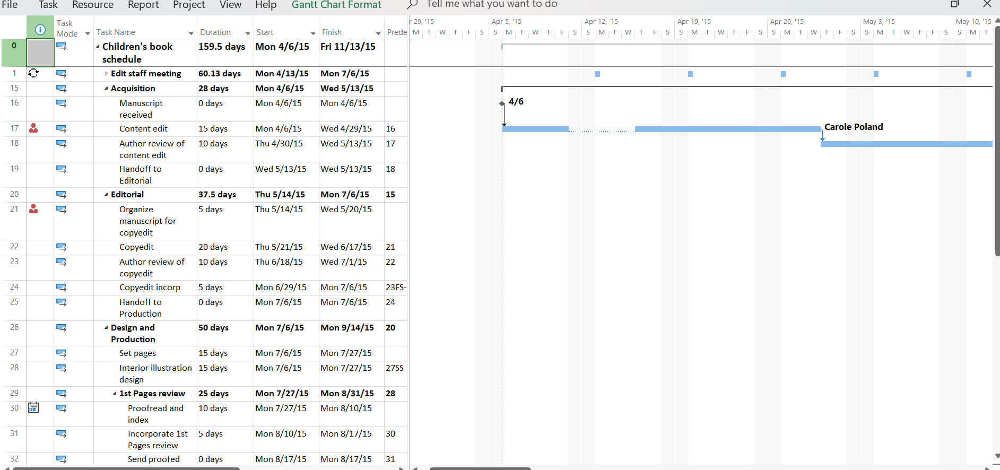 File Task Resource Report Project View Help Gantt Chart Format Tell me what you want to do
Task
Mode
Task Name Duration Start Finish Prede
r 29, '15 Apr 5, '15 Apr 12, '15 Apr 19, '15 Apr 26, '15 May 3, '15 May 10, '15
M T W T F S S M T W T F S S M T W T F S S M T W T F S S M T W T F S S M T W T F S S M T
0 Children's book 159.5 days Mon 4/6/15 Fri 11/13/15
schedule
1 Edit staff meeting 60.13 days Mon 4/13/15 Mon 7/6/15
15 Acquisition 28 days Mon 4/6/15 Wed 5/13/15
16 Manuscript 0 days Mon 4/6/15 Mon 4/6/15
received
4/6
17 Content edit 15 days Mon 4/6/15 Wed 4/29/15 16
Carole Poland
18 Author review of 10 days Thu 4/30/15 Wed 5/13/15 17
content edit
19 Handoff to 0 days Wed 5/13/15 Wed 5/13/15 18
Editorial
20 Editorial 37.5 days Thu 5/14/15 Mon 7/6/15 15
21 Organize 5 days Thu 5/14/15 Wed 5/20/15
manuscript for
copyedit
22 Copyedit 20 days Thu 5/21/15 Wed 6/17/15 21
23 Author review of 10 days Thu 6/18/15 Wed 7/1/15 22
copyedit
24 Copyedit incorp 5 days Mon 6/29/15 Mon 7/6/15 23FS-
25 Handoff to 0 days Mon 7/6/15 Mon 7/6/15 24
Production
26 Design and 50 days Mon 7/6/15 Mon 9/14/15 20
Production
27 Set pages 15 days Mon 7/6/15 Mon 7/27/15
28 Interior illustration 15 days Mon 7/6/15 Mon 7/27/15 27SS
design
29 1st Pages review 25 days Mon 7/27/15 Mon 8/31/15 28
30 Proofread and 10 days Mon 7/27/15 Mon 8/10/15
index
31 Incorporate 1st 5 days Mon 8/10/15 Mon 8/17/15 30
Pages review
32 Send proofed 0 days Mon 8/17/15 Mon 8/17/15 31